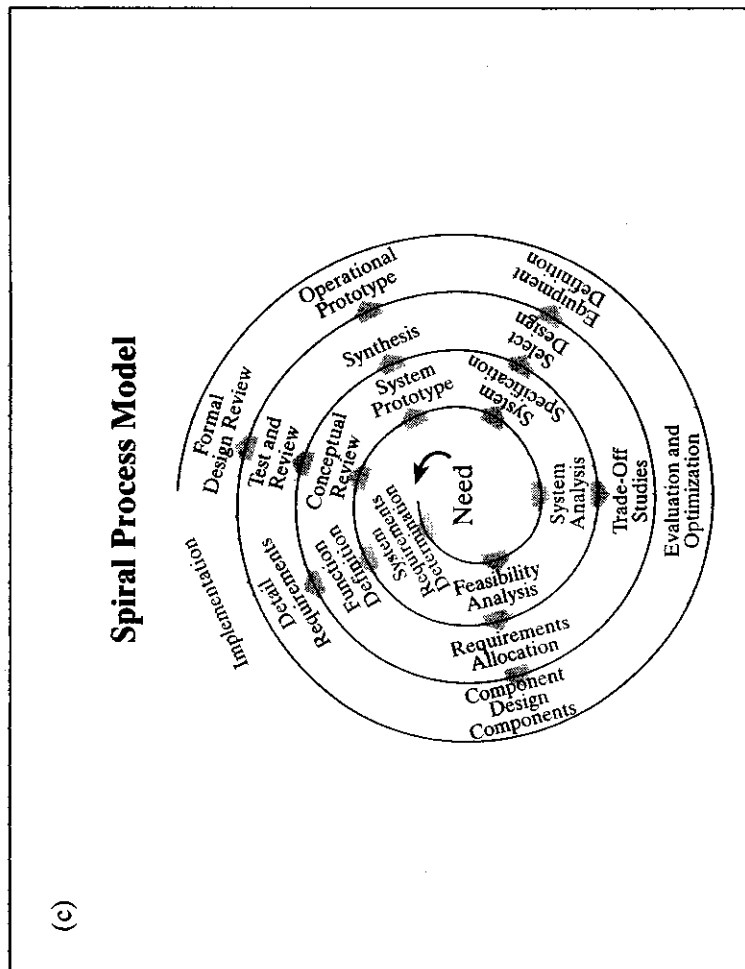 (c)
Spiral Process Model
Need
System
Requirements
Determination
Feasibility
Analysis
System
Analysis
System
Specification
System
Prototype
Conceptual
Review
Function
Definition
Requirements
Allocation
Trade-Off
Studies
Select
Design
Synthesis
Test and
Review
Detail
Requirements
Component
Design
Components
Evaluation and
Optimization
Equipment
Definition
Operational
Prototype
Formal
Design Review
Implementation